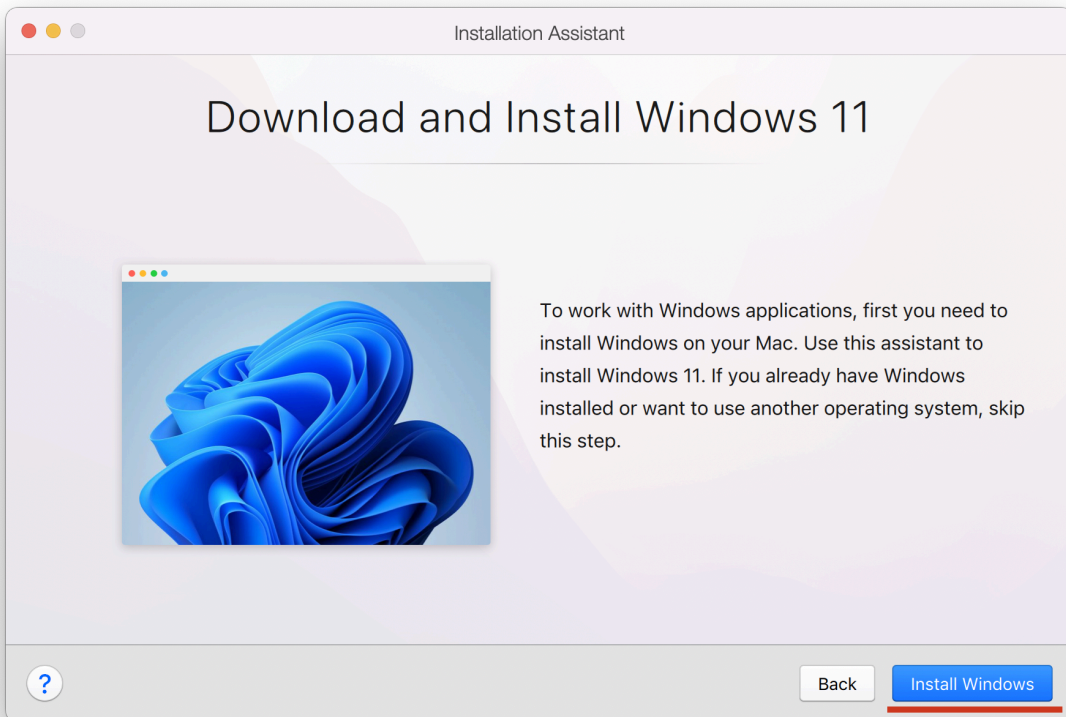 Installation Assistant
Download and Install Windows 11
To work with Windows applications, first you need to
install Windows on your Mac. Use this assistant to
install Windows 11. If you already have Windows
installed or want to use another operating system, skip
this step.
?
Back
Install Windows